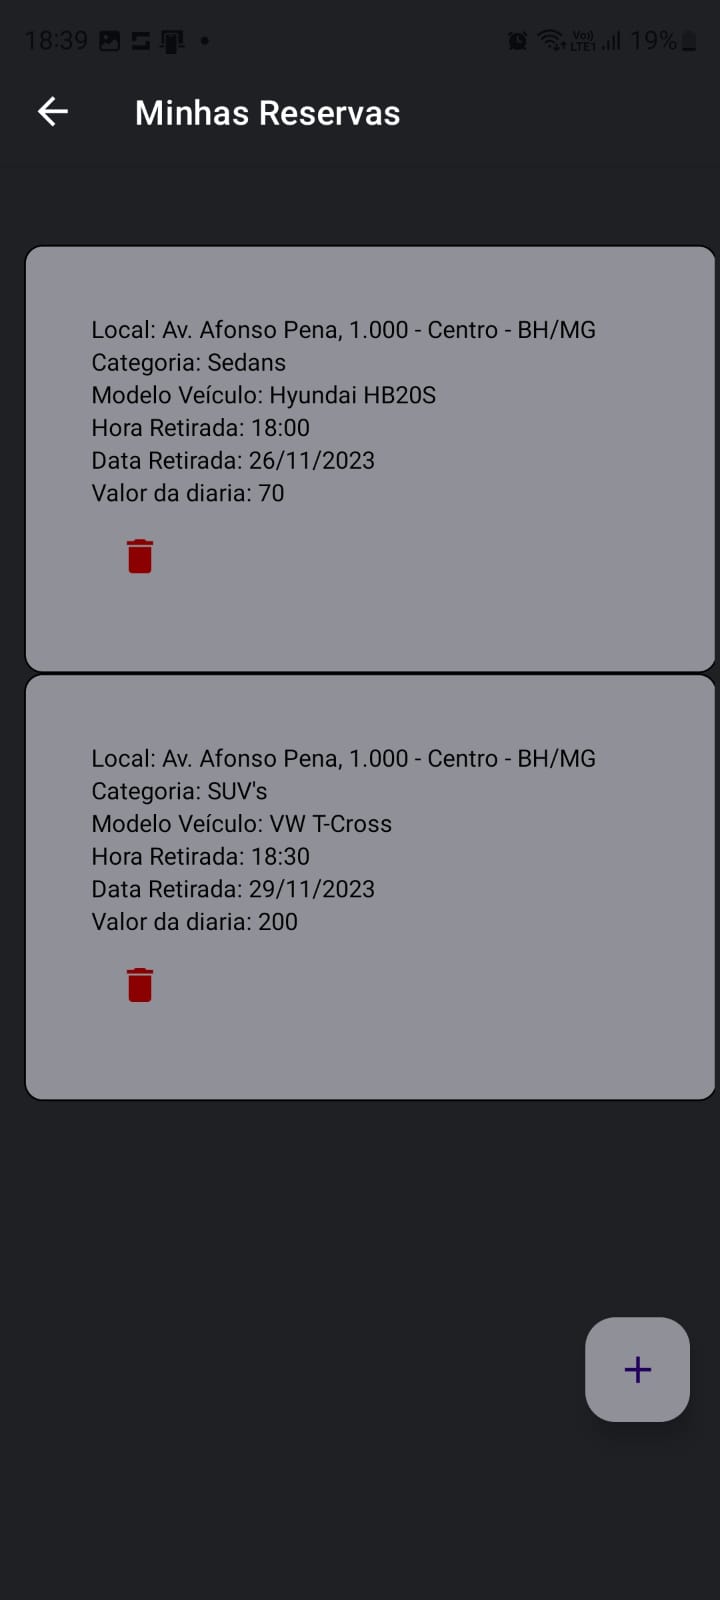 18:39
Vo))
LTE1
19%
Minhas Reservas
Local: Av. Afonso Pena, 1.000 - Centro - BH/MG
Categoria: Sedans
Modelo Veículo: Hyundai HB20S
Hora Retirada: 18:00
Data Retirada: 26/11/2023
Valor da diaria: 70
Local: Av. Afonso Pena, 1.000 - Centro - BH/MG
Categoria: SUV's
Modelo Veículo: VW T-Cross
Hora Retirada: 18:30
Data Retirada: 29/11/2023
Valor da diaria: 200